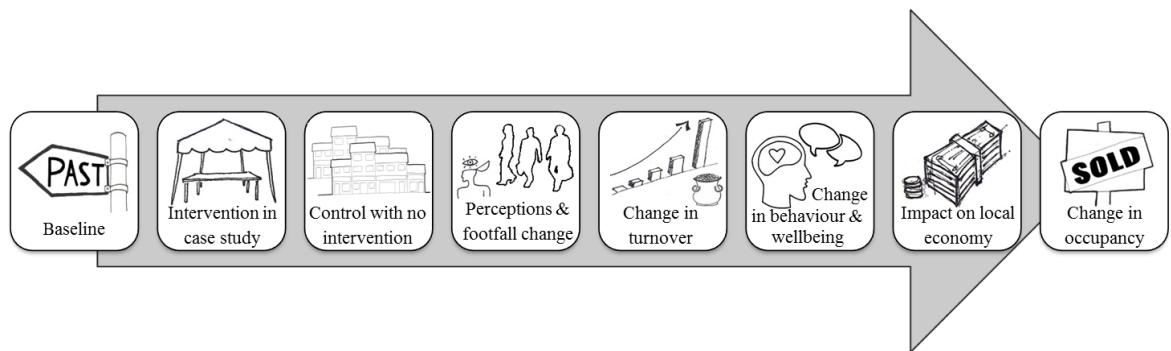 PAST
Baseline
Intervention in
case study
Control with no
intervention
Perceptions &
footfall change
Change in
turnover
Change
in behaviour &
wellbeing
Impact on local
economy
SOLD
Change in
occupancy